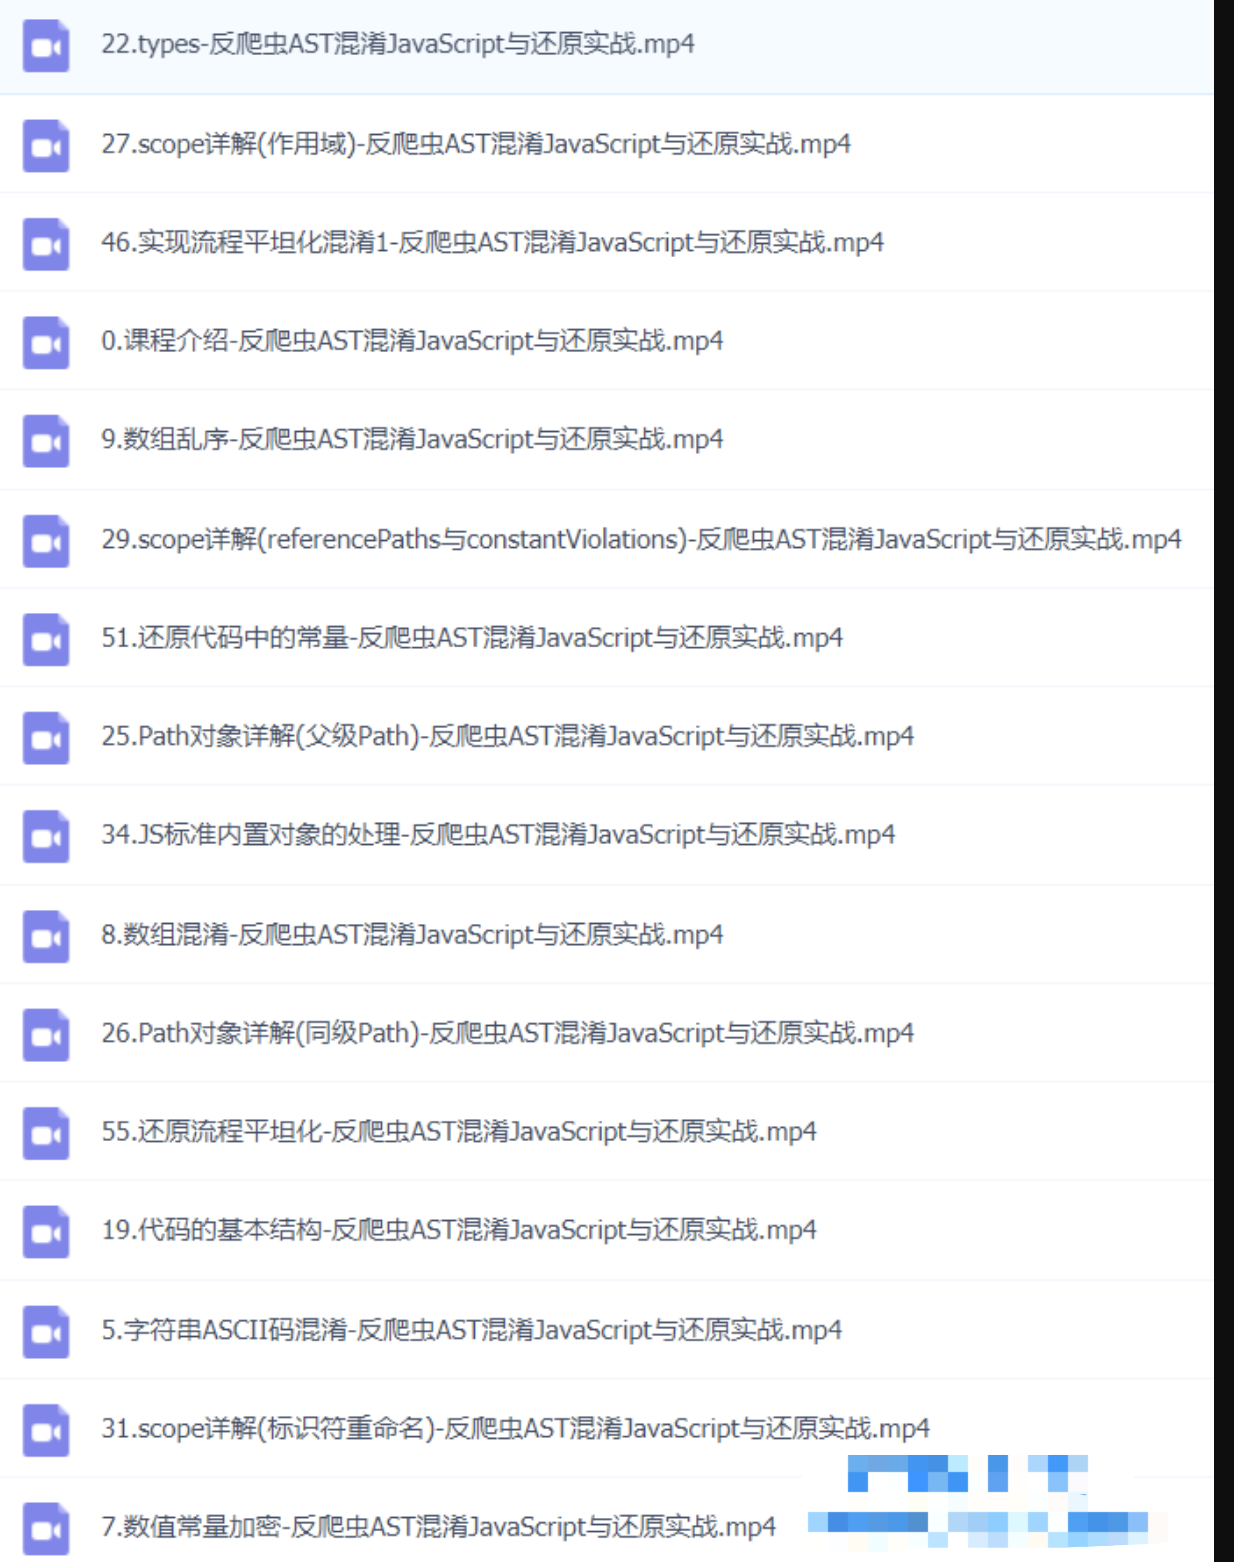 22.types-反爬虫AST混淆JavaScript与还原实战.mp4
27.scope详解(作用域)-反爬虫AST混淆JavaScript与还原实战.mp4
46.实现流程平坦化混淆1-反爬虫AST混淆JavaScript与还原实战.mp4
0.课程介绍-反爬虫AST混淆JavaScript与还原实战.mp4
9.数组乱序-反爬虫AST混淆JavaScript与还原实战.mp4
29.scope详解(referencePaths与constantViolations)-反爬虫AST混淆JavaScript与还原实战.mp4
51.还原代码中的常量-反爬虫AST混淆JavaScript与还原实战.mp4
25.Path对象详解(父级Path)-反爬虫AST混淆JavaScript与还原实战.mp4
34.JS标准内置对象的处理-反爬虫AST混淆JavaScript与还原实战.mp4
8.数组混淆-反爬虫AST混淆JavaScript与还原实战.mp4
26.Path对象详解(同级Path)-反爬虫AST混淆JavaScript与还原实战.mp4
55.还原流程平坦化-反爬虫AST混淆JavaScript与还原实战.mp4
19.代码的基本结构-反爬虫AST混淆JavaScript与还原实战.mp4
5.字符串ASCII码混淆-反爬虫AST混淆JavaScript与还原实战.mp4
31.scope详解(标识符重命名)-反爬虫AST混淆JavaScript与还原实战.mp4
7.数值常量加密-反爬虫AST混淆JavaScript与还原实战.mp4